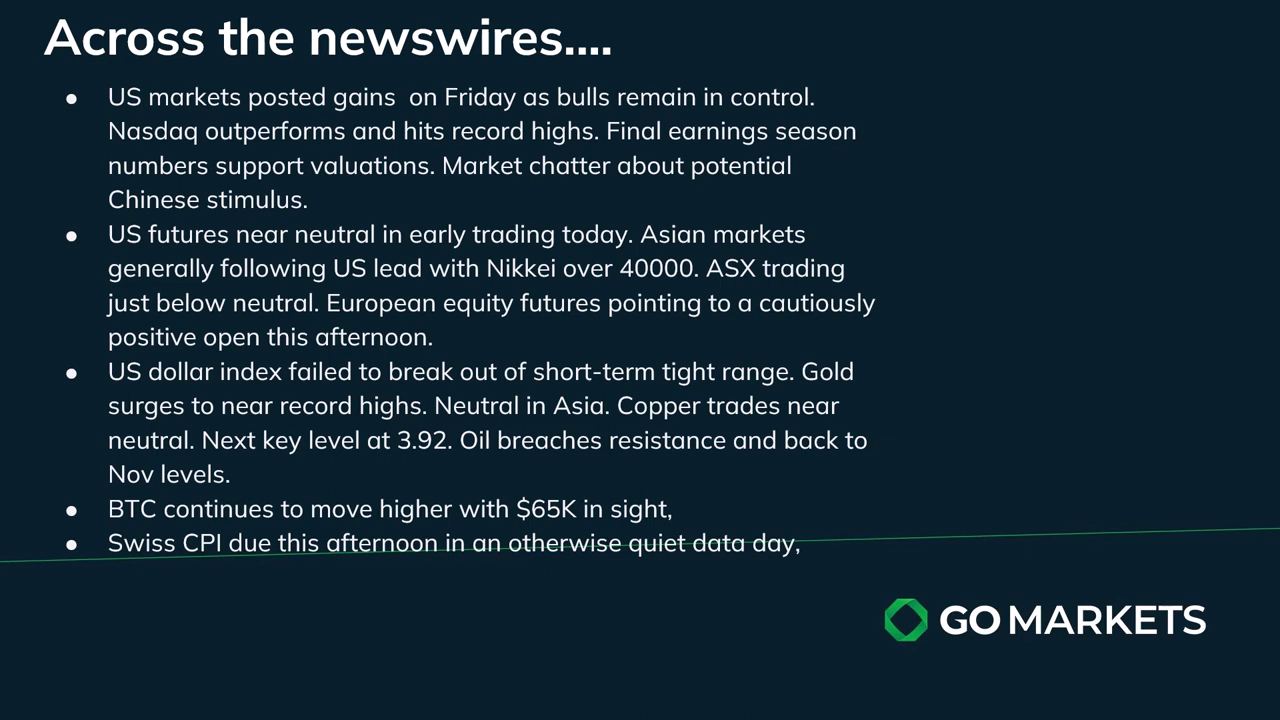 Across the newswires....
● US markets posted gains  on Friday as bulls remain in control.
Nasdaq outperforms and hits record highs. Final earnings season
numbers support valuations. Market chatter about potential
Chinese stimulus.
● US futures near neutral in early trading today. Asian markets
generally following US lead with Nikkei over 40000. ASX trading
just below neutral. European equity futures pointing to a cautiously
positive open this afternoon.
● US dollar index failed to break out of short-term tight range. Gold
surges to near record highs. Neutral in Asia. Copper trades near
neutral. Next key level at 3.92. Oil breaches resistance and back to
Nov levels.
● BTC continues to move higher with $65K in sight,
● Swiss CPI due this afternoon in an otherwise quiet data day,
GO MARKETS